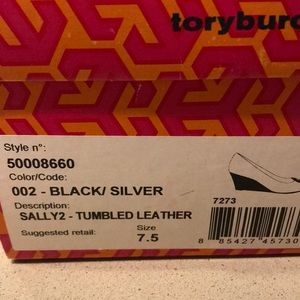 toryburc
Style n°:
50008660
Color/Code:
002 - BLACK/ SILVER
Description:
SALLY2 - TUMBLED LEATHER
7273
Suggested retail:
Size
7.5
8 85427 45730